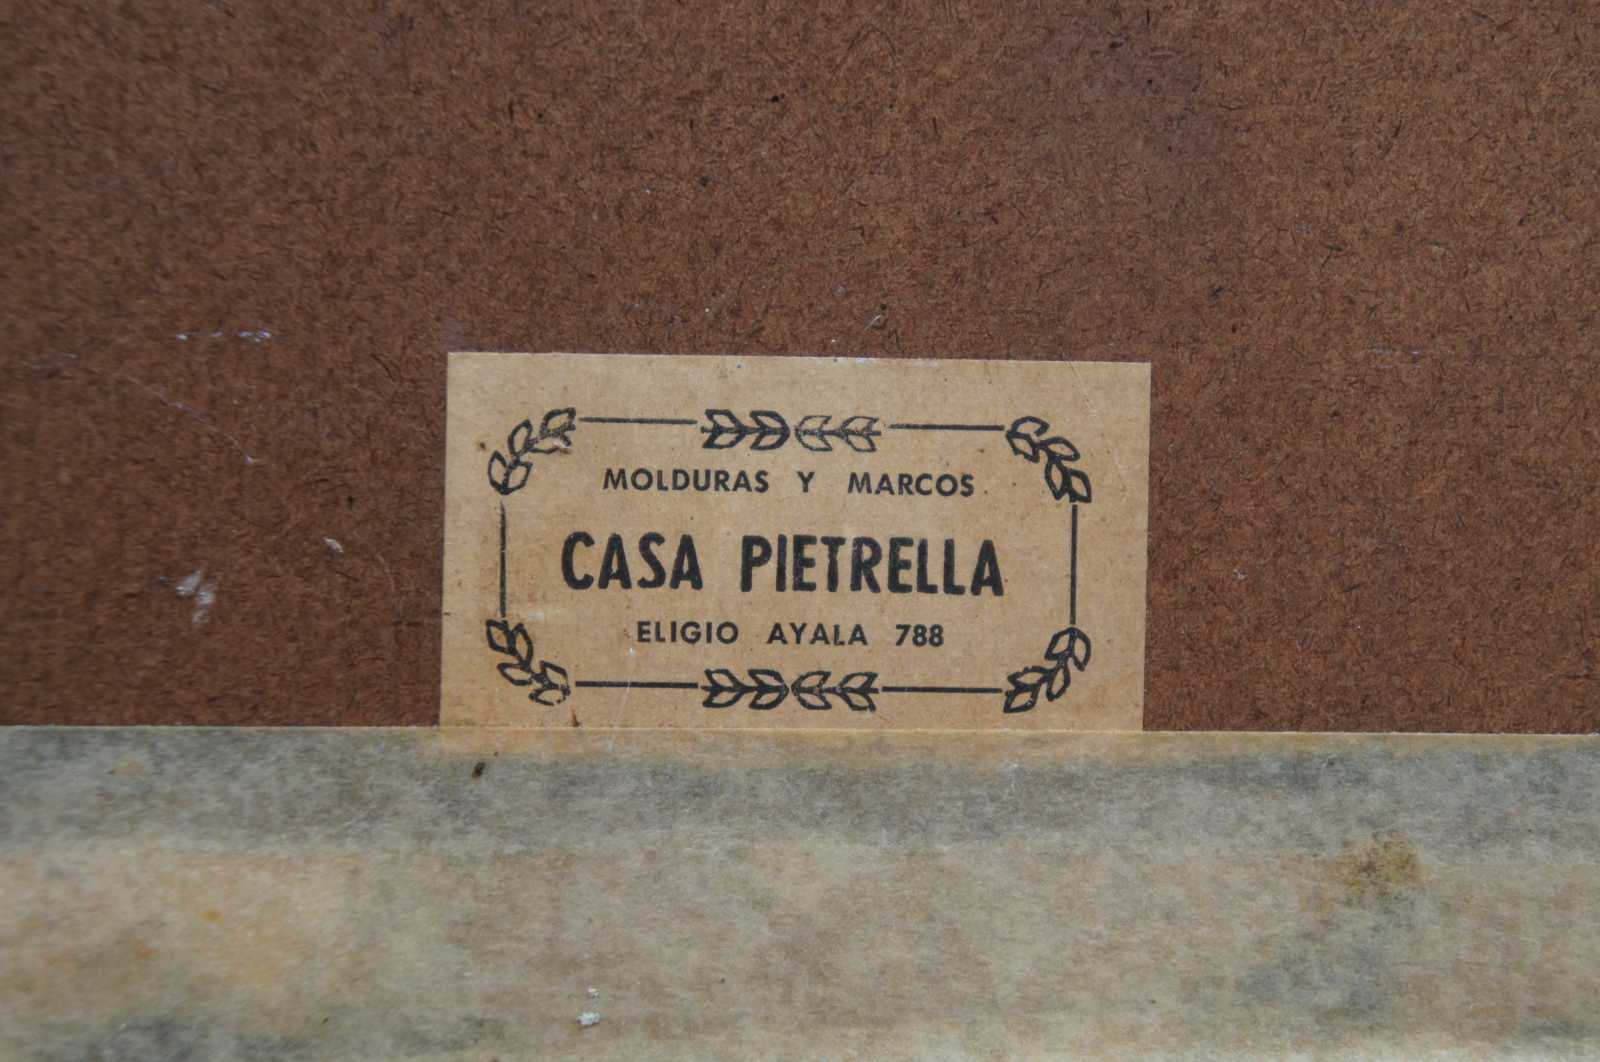 MOLDURAS Y MARCOS
CASA PIETRELLA
ELIGIO AYALA 788